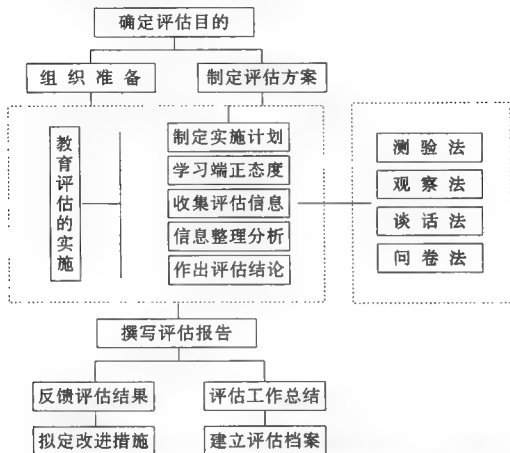 确定评估目的
组织准备
制定评估方案
教育评估的实施
制定实施计划
学习端正态度
收集评估信息
信息整理分析
作出评估结论
测验法
观察法
谈话法
问卷法
撰写评估报告
反馈评估结果
评估工作总结
拟定改进措施
建立评估档案